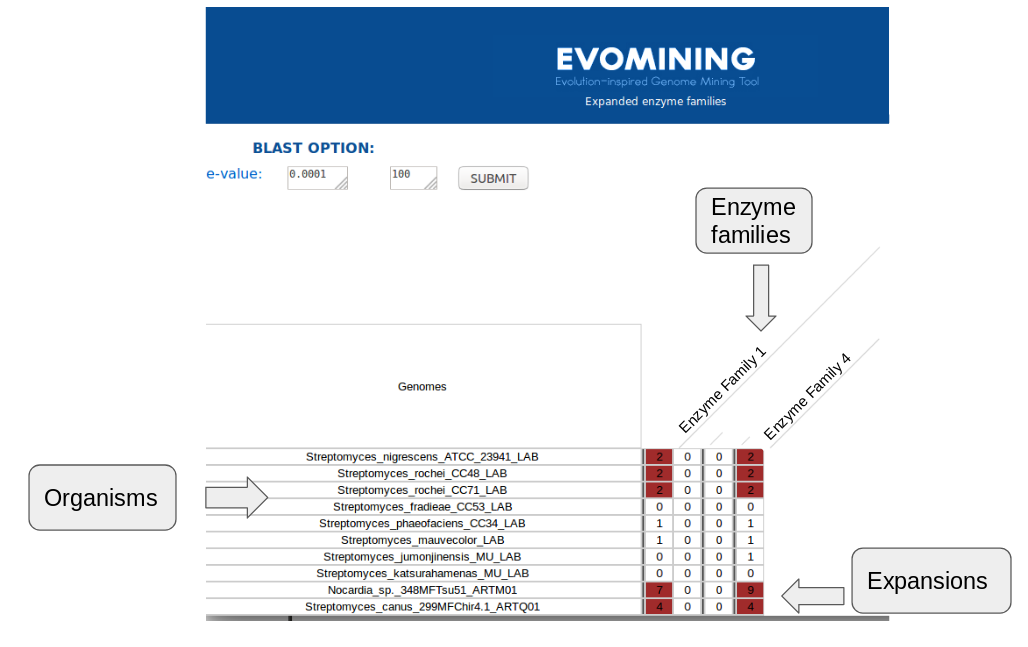 EVOMINING
Evolution-inspired Genome Mining Tool
Expanded enzyme families
BLAST OPTION:
e-value: 0.0001 100 SUBMIT
Enzyme
families
Enzyme Family 1
Enzyme Family 4
Genomes
Streptomyces_nigrescens_ATCC_23941_LAB 2 0 0 2
Streptomyces_rochei_CC48_LAB 2 0 0 2
Streptomyces_rochei_CC71_LAB 2 0 0 2
Streptomyces_fradieae_CC53_LAB 0 0 0 0
Streptomyces_phaeofaciens_CC34_LAB 1 0 0 1
Streptomyces_mauvecolor_LAB 1 0 0 1
Streptomyces_jumonjinensis_MU_LAB 0 0 0 1
Streptomyces_katsurahamenas_MU_LAB 0 0 0 0
Nocardia_sp._348MFTsu51_ARTM01 7 0 0 9
Streptomyces_canus_299MFChir4.1_ARTQ01 4 0 0 4
Organisms
Expansions